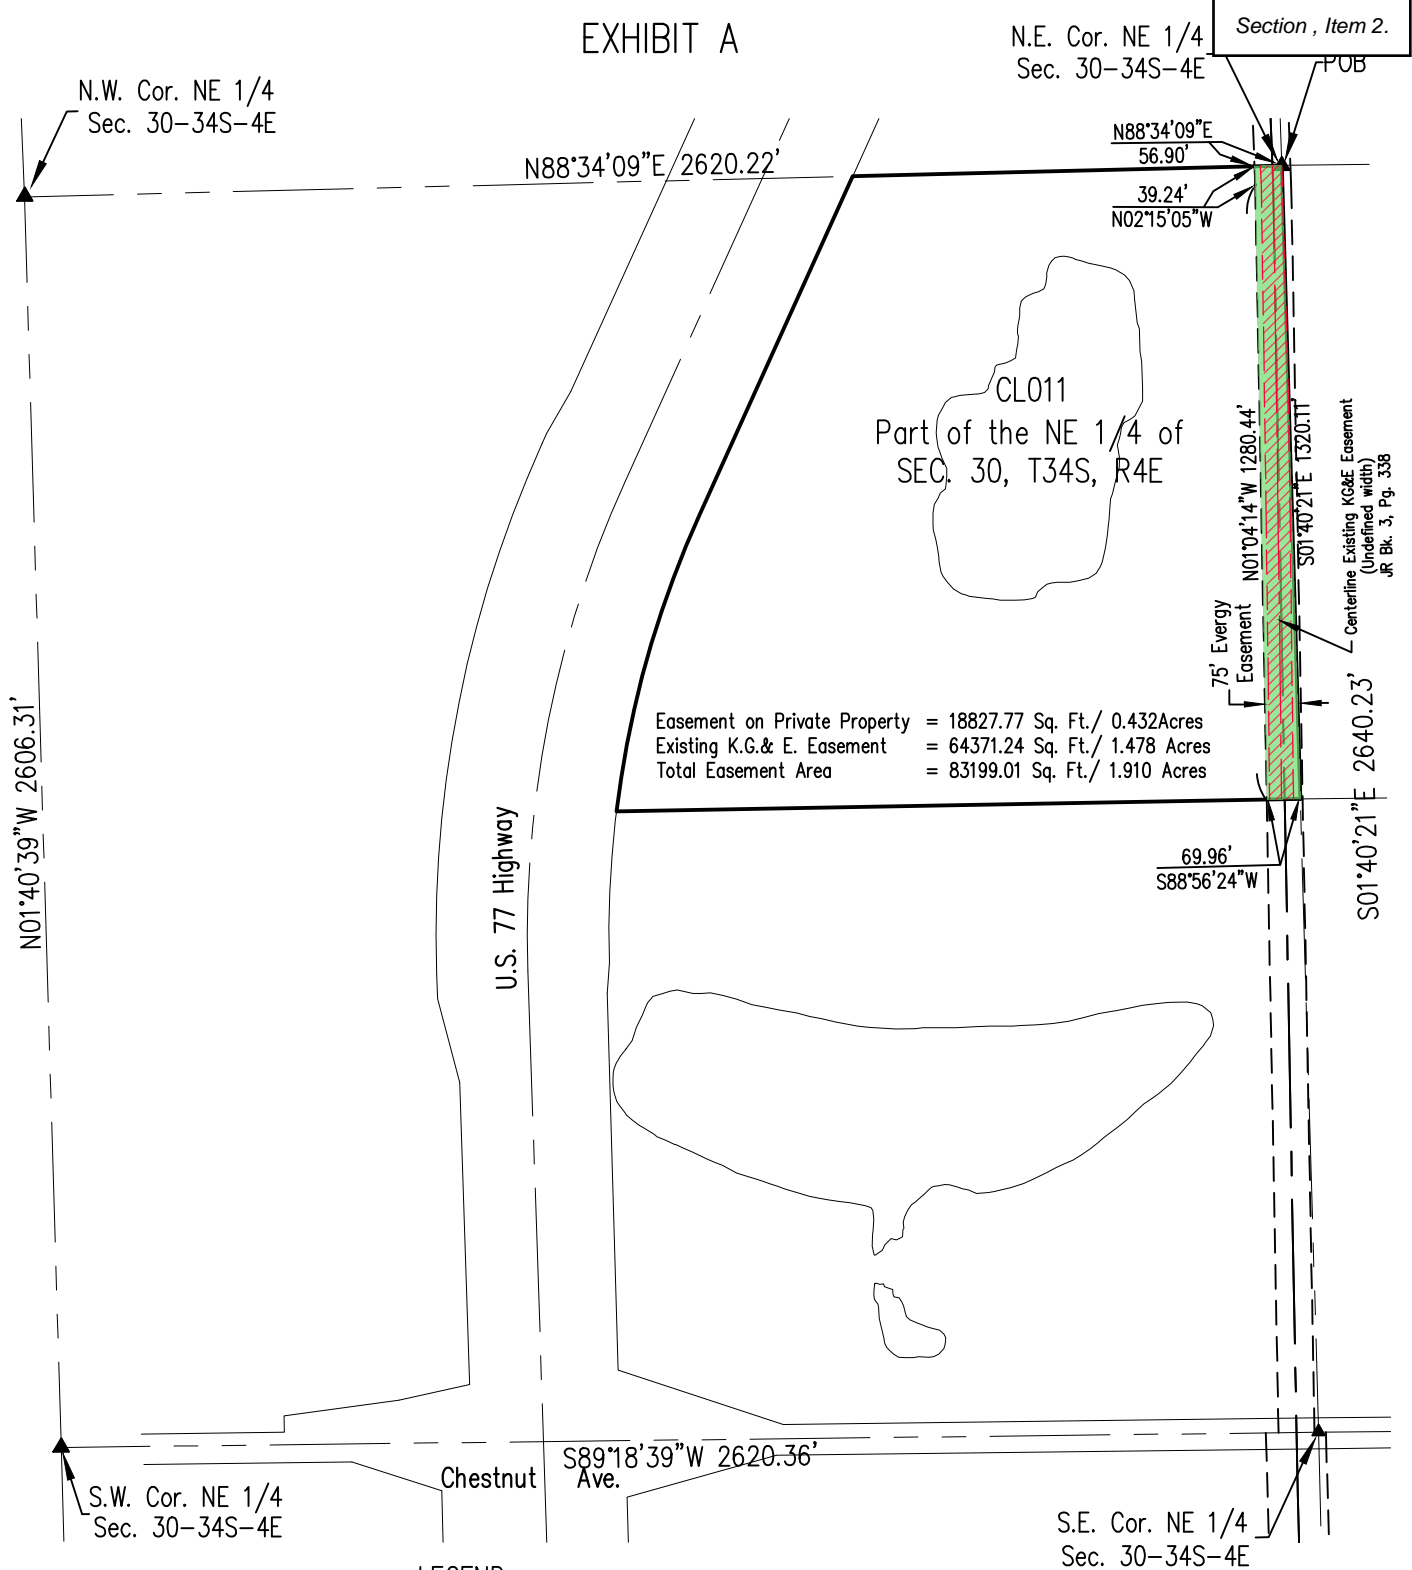 EXHIBIT A
Section , Item 2.
N.E. Cor. NE 1/4
Sec. 30-34S-4E
POB
N.W. Cor. NE 1/4
Sec. 30-34S-4E
N88°34'09"E 2620.22'
N88°34'09"E
56.90'
39.24'
N02°15'05"W
CL011
Part of the NE 1/4 of
SEC. 30, T34S, R4E
N01°04'14"W 1280.44'
S01°40'21"E 1320.11'
Centerline Existing KG&E Easement
(Undefined width)
JR Bk. 3, Pg. 338
75' Evergy
Easement
Easement on Private Property = 18827.77 Sq. Ft./ 0.432Acres
Existing K.G.& E. Easement = 64371.24 Sq. Ft./ 1.478 Acres
Total Easement Area = 83199.01 Sq. Ft./ 1.910 Acres
N01°40'39"W 2606.31'
S01°40'21"E 2640.23'
U.S. 77 Highway
69.96'
S88°56'24"W
S89°18'39"W 2620.36'
Chestnut Ave.
S.W. Cor. NE 1/4
Sec. 30-34S-4E
S.E. Cor. NE 1/4
Sec. 30-34S-4E
LEGEND